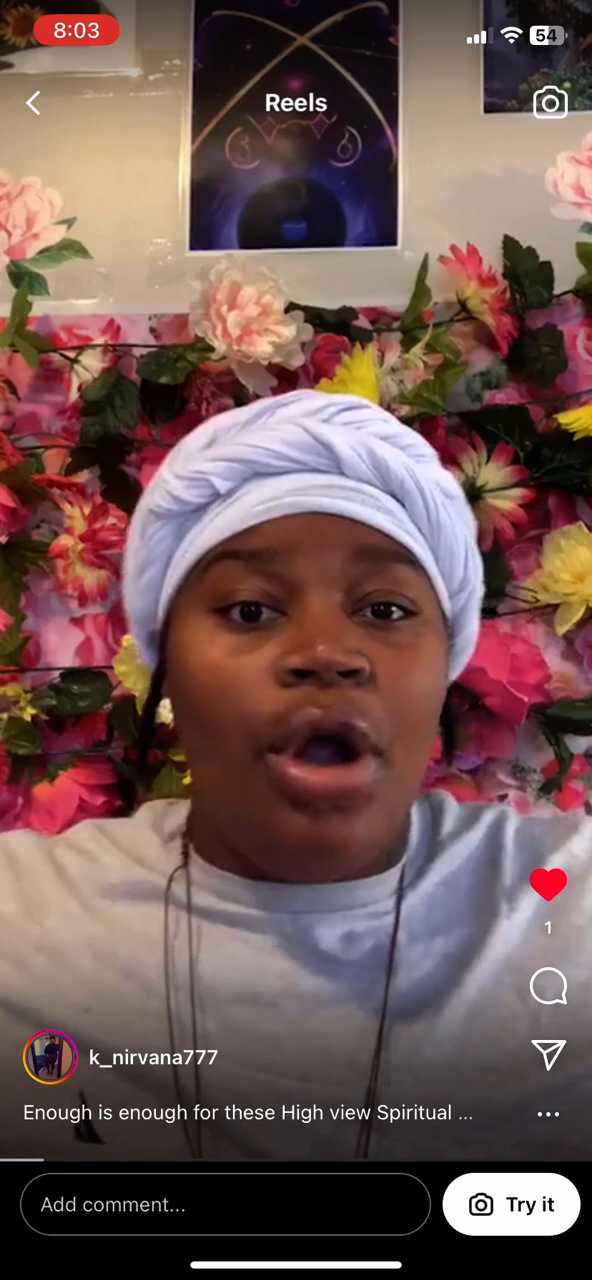 8:03
54
Reels
1
k_nirvana777
Enough is enough for these High view Spiritual ...
Add comment...
Try it